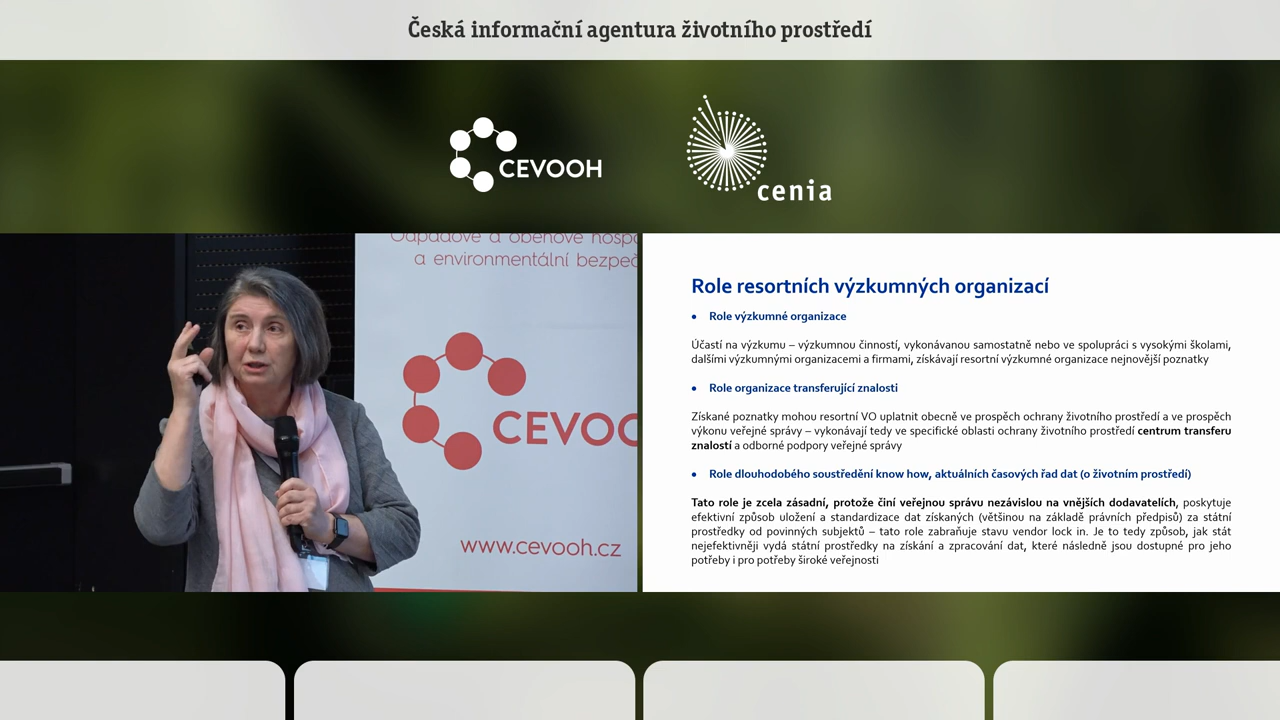 Česká informační agentura životního prostředí
CEVOOH
cenia
Odpadové a oběhové
a environmentální
CEVOO
www.cevooh.cz
Role resortních výzkumných organizací
• Role výzkumné organizace
Účastí na výzkumu – výzkumnou činností, vykonávanou samostatně nebo ve spolupráci s vysokými školami,
dalšími výzkumnými organizacemi a firmami, získávají resortní výzkumné organizace nejnovější poznatky
• Role organizace transferující znalosti
Získané poznatky mohou resortní VO uplatnit obecně ve prospěch ochrany životního prostředí a ve prospěch
výkonu veřejné správy – vykonávají tedy ve specifické oblasti ochrany životního prostředí centrum transferu
znalostí a odborné podpory veřejné správy
• Role dlouhodobého soustředění know how, aktuálních časových řad dat (o životním prostředí)
Tato role je zcela zásadní, protože činí veřejnou správu nezávislou na vnějších dodavatelích, poskytuje
efektivní způsob uložení a standardizace dat získaných (většinou na základě právních předpisů) za státní
prostředky od povinných subjektů – tato role zabraňuje stavu vendor lock in. Je to tedy způsob, jak stát
nejefektivněji vydá státní prostředky na získání a zpracování dat, které následně jsou dostupné pro jeho
potřeby i pro potřeby široké veřejnosti